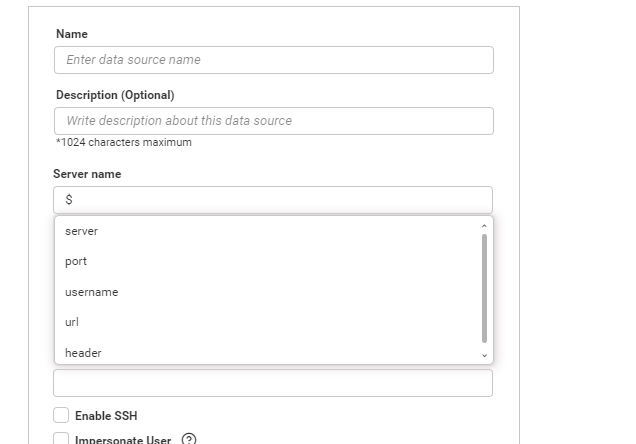 Name
Enter data source name
Description (Optional)
Write description about this data source
*1024 characters maximum
Server name
$
server
port
username
url
header
Enable SSH
Impersonate User ?